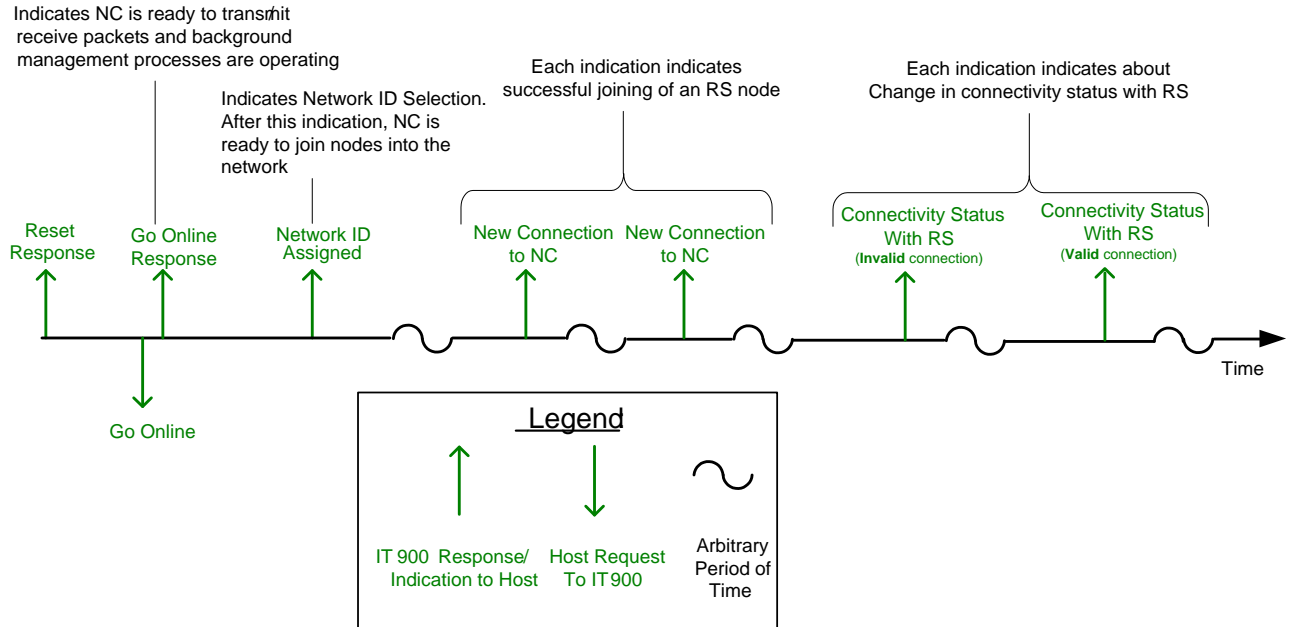 Indicates NC is ready to transmit/
receive packets and background
management processes are operating
Indicates Network ID Selection.
After this indication, NC is
ready to join nodes into the
network
Each indication indicates
successful joining of an RS node
Each indication indicates about
Change in connectivity status with RS
Reset
Response
Go Online
Response
Network ID
Assigned
New Connection
to NC
New Connection
to NC
Connectivity Status
With RS
(Invalid connection)
Connectivity Status
With RS
(Valid connection)
Time
Go Online
Legend
IT 900 Response/
Indication to Host
Host Request
To IT 900
Arbitrary
Period of
Time